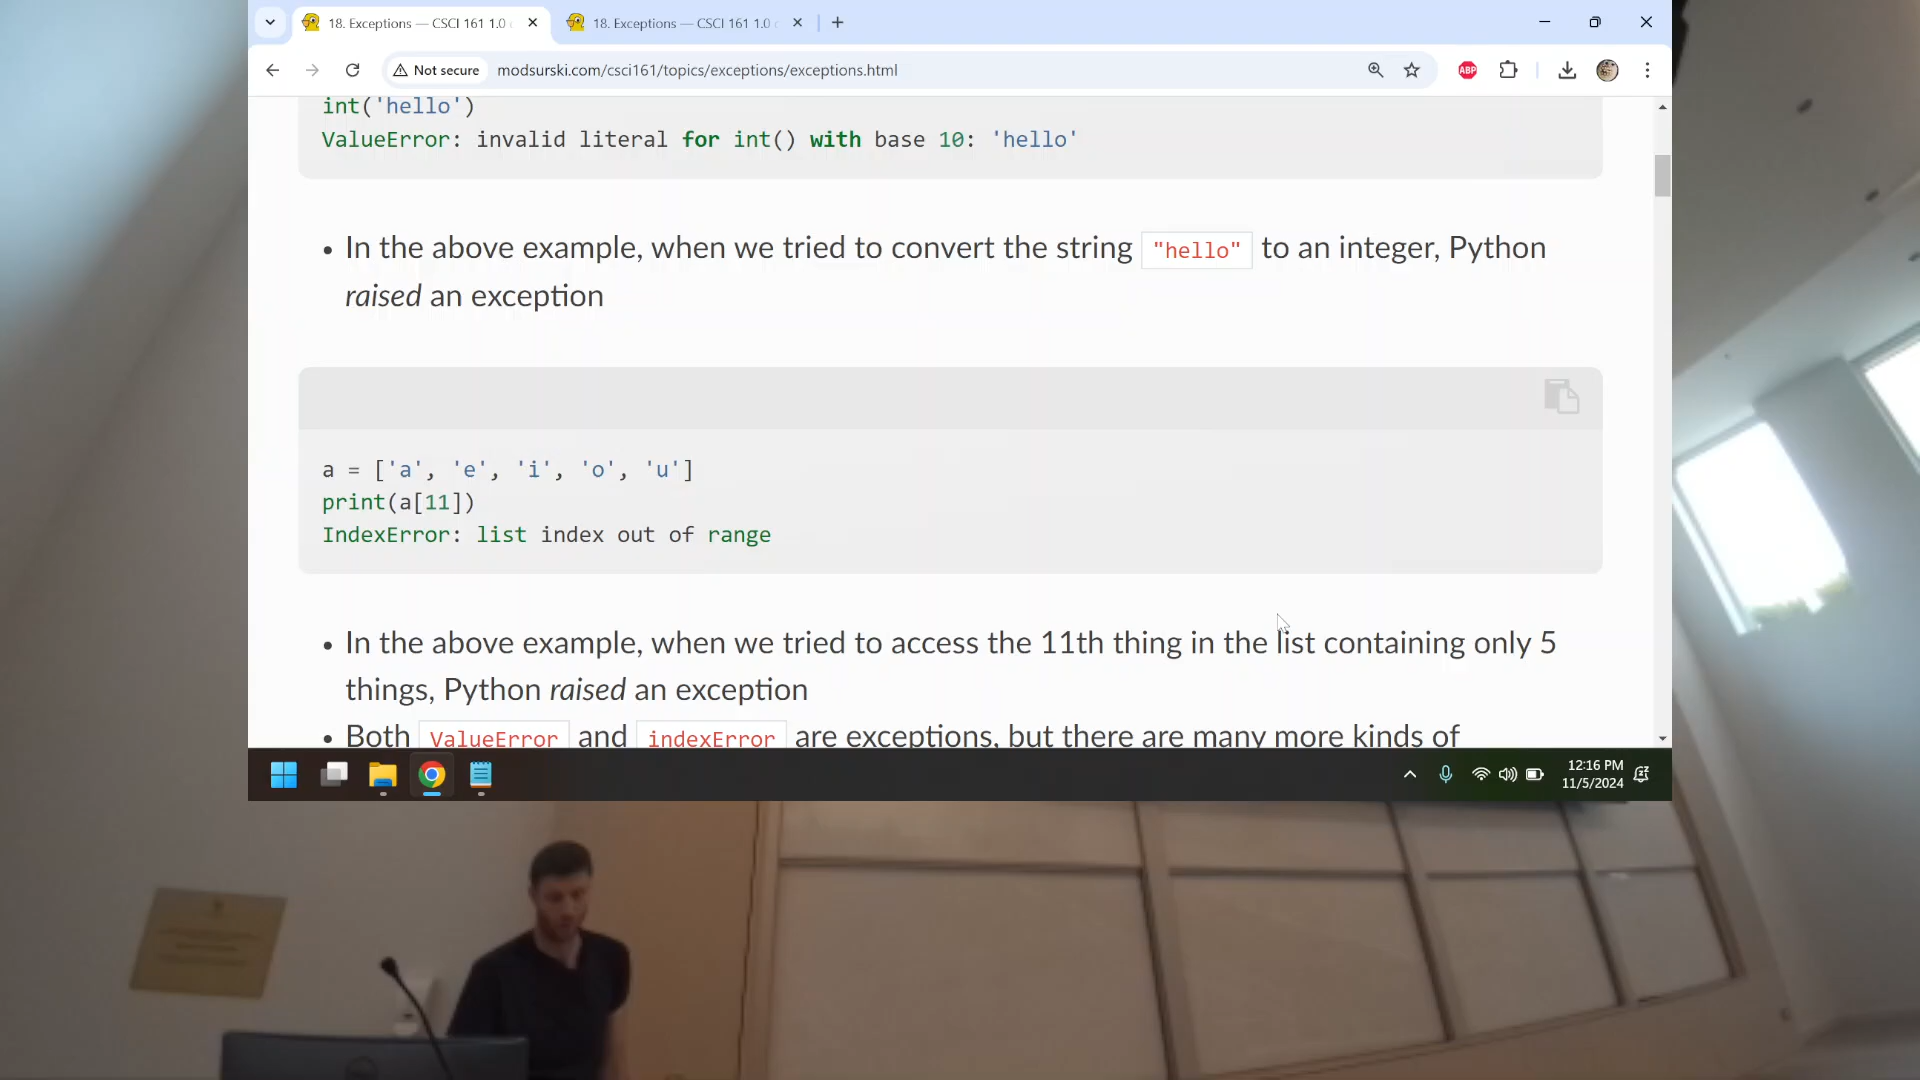 18. Exceptions — CSCI 161 1.0
18. Exceptions — CSCI 161 1.0
Not secure
modsurski.com/csci161/topics/exceptions/exceptions.html
ABP
int('hello')
ValueError: invalid literal for int() with base 10: 'hello'
• In the above example, when we tried to convert the string "hello" to an integer, Python
raised an exception
a = ['a', 'e', 'i', 'o', 'u']
print(a[11])
IndexError: list index out of range
• In the above example, when we tried to access the 11th thing in the list containing only 5
things, Python raised an exception
• Both ValueError and indexError are exceptions, but there are many more kinds of
12:16 PM
11/5/2024